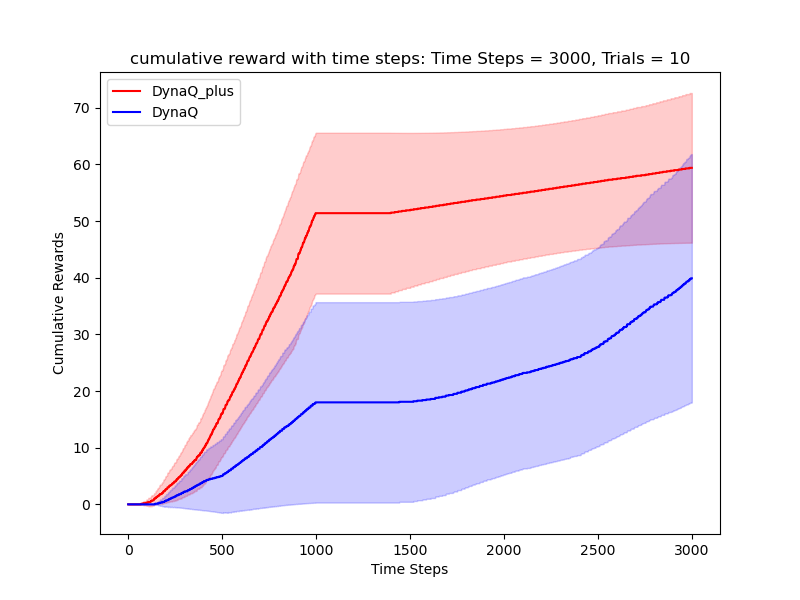 cumulative reward with time steps: Time Steps = 3000, Trials = 10
DynaQ_plus
DynaQ
70
60
50
40
30
20
10
0
Cumulative Rewards
0 500 1000 1500 2000 2500 3000
Time Steps